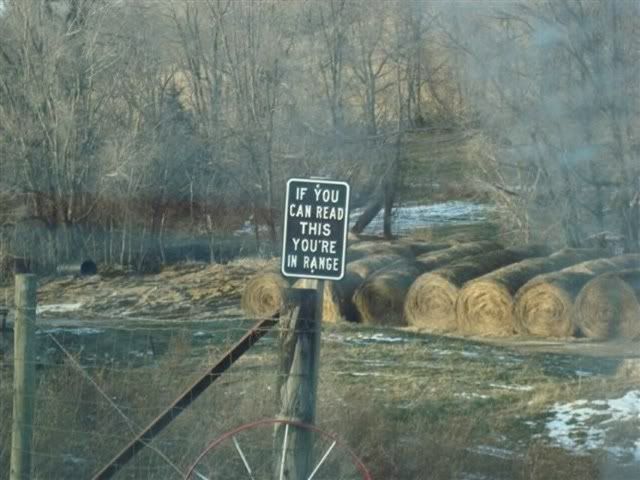 IF YOU
CAN READ
THIS
YOU'RE
IN RANGE